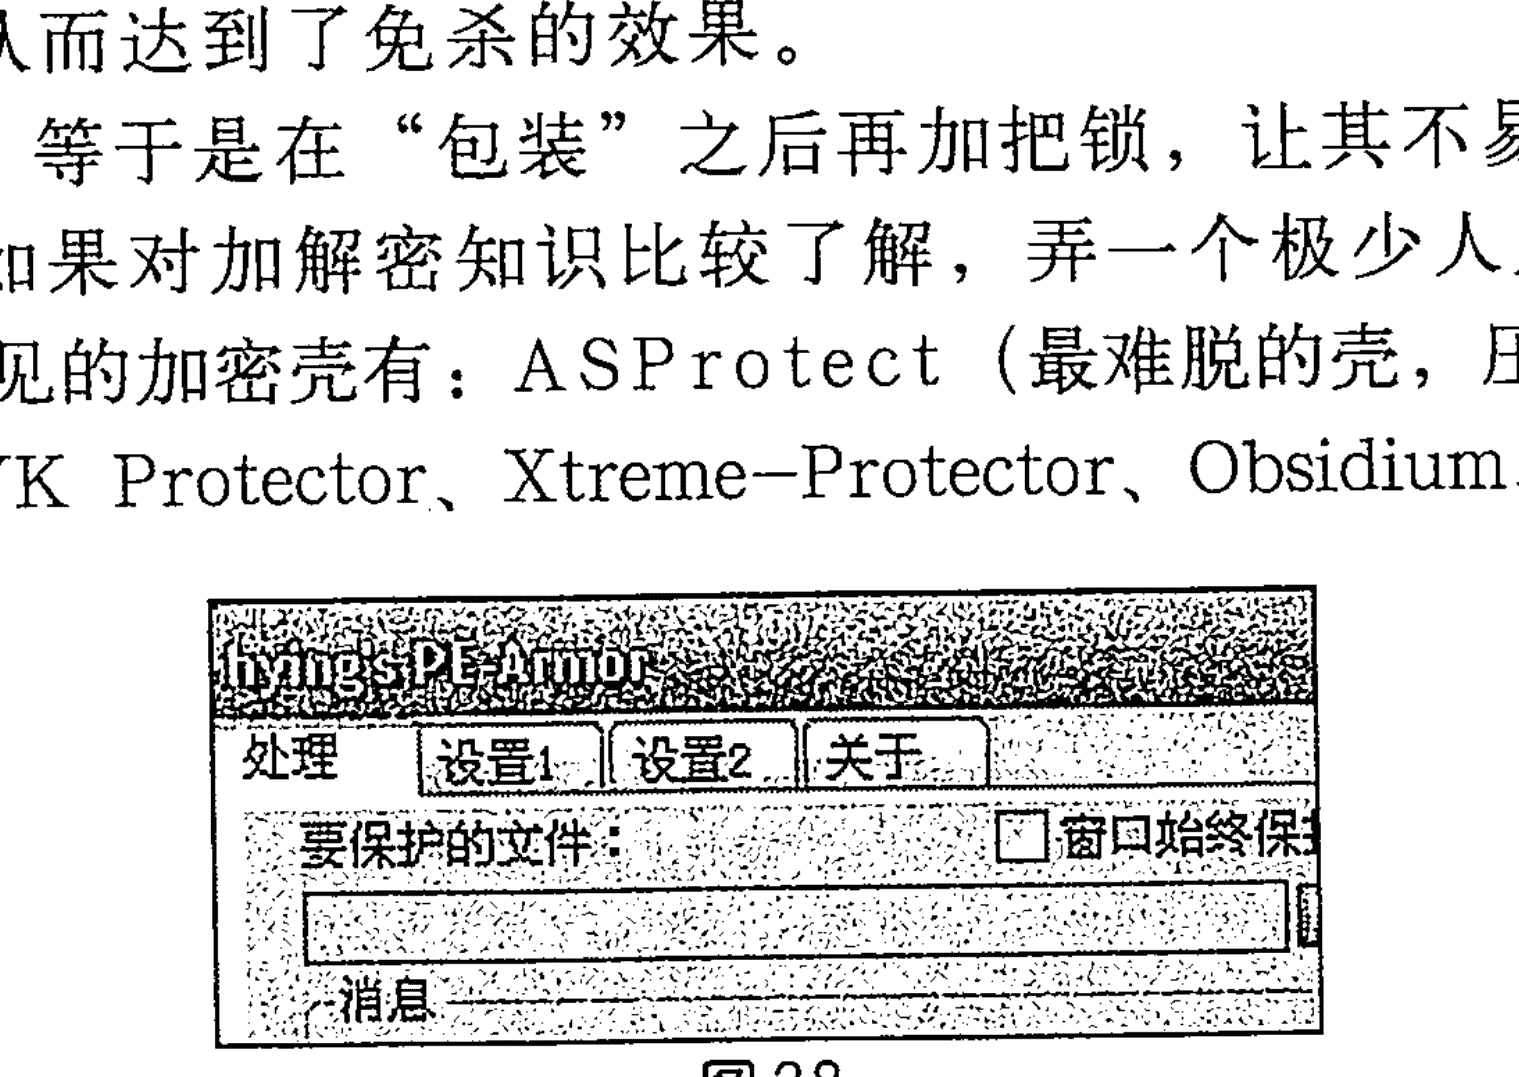 而达到了免杀的效果。
等于是在“包装”之后再加把锁，让其不易
如果对加解密知识比较了解，弄一个极少人
见的加密壳有：ASProtect（最难脱的壳，压
K Protector、Xtreme-Protector、Obsidium
hying's PE-Armor
处理 设置1 设置2 关于
要保护的文件： 窗口始终保
消息
图28